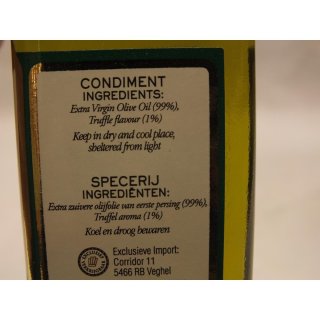 CONDIMENT
INGREDIENTS:
Extra Virgin Olive Oil (99%),
Truffle flavour (1%)
Keep in dry and cool place,
sheltered from light
SPECERIJ
INGREDIËNTEN:
Extra zuivere olijfolie van eerste persing (99%),
Truffel aroma (1%)
Koel en droog bewaren
Exclusieve Import:
Corridor 11
5466 RB Veghel